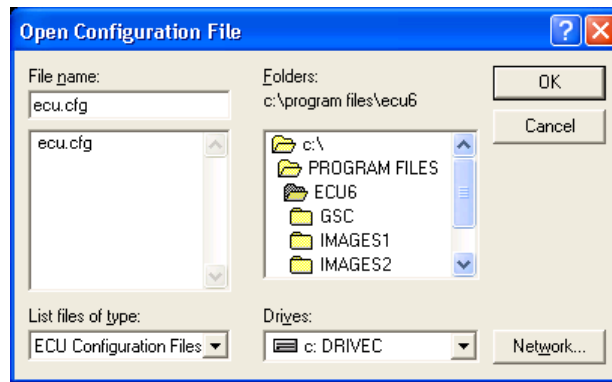 Open Configuration File
File name:
ecu.cfg
ecu.cfg
List files of type:
ECU Configuration Files
Folders:
c:\program files\ecu6
c:\
PROGRAM FILES
ECU6
GSC
IMAGES1
IMAGES2
Drives:
c: DRIVEC
OK
Cancel
Network...